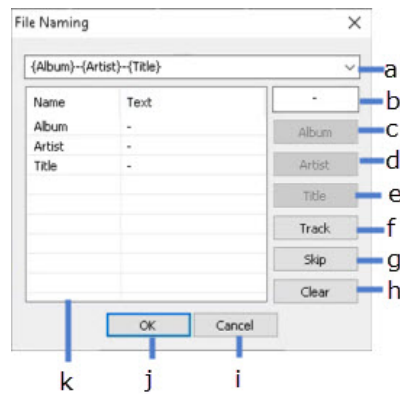 File Naming
{Album}-{Artist}-{Title}
a
-
b
Name Text
Album
c
Album -
Artist -
Artist
d
Title -
Title
e
Track
f
Skip
g
Clear
h
OK Cancel
k j i